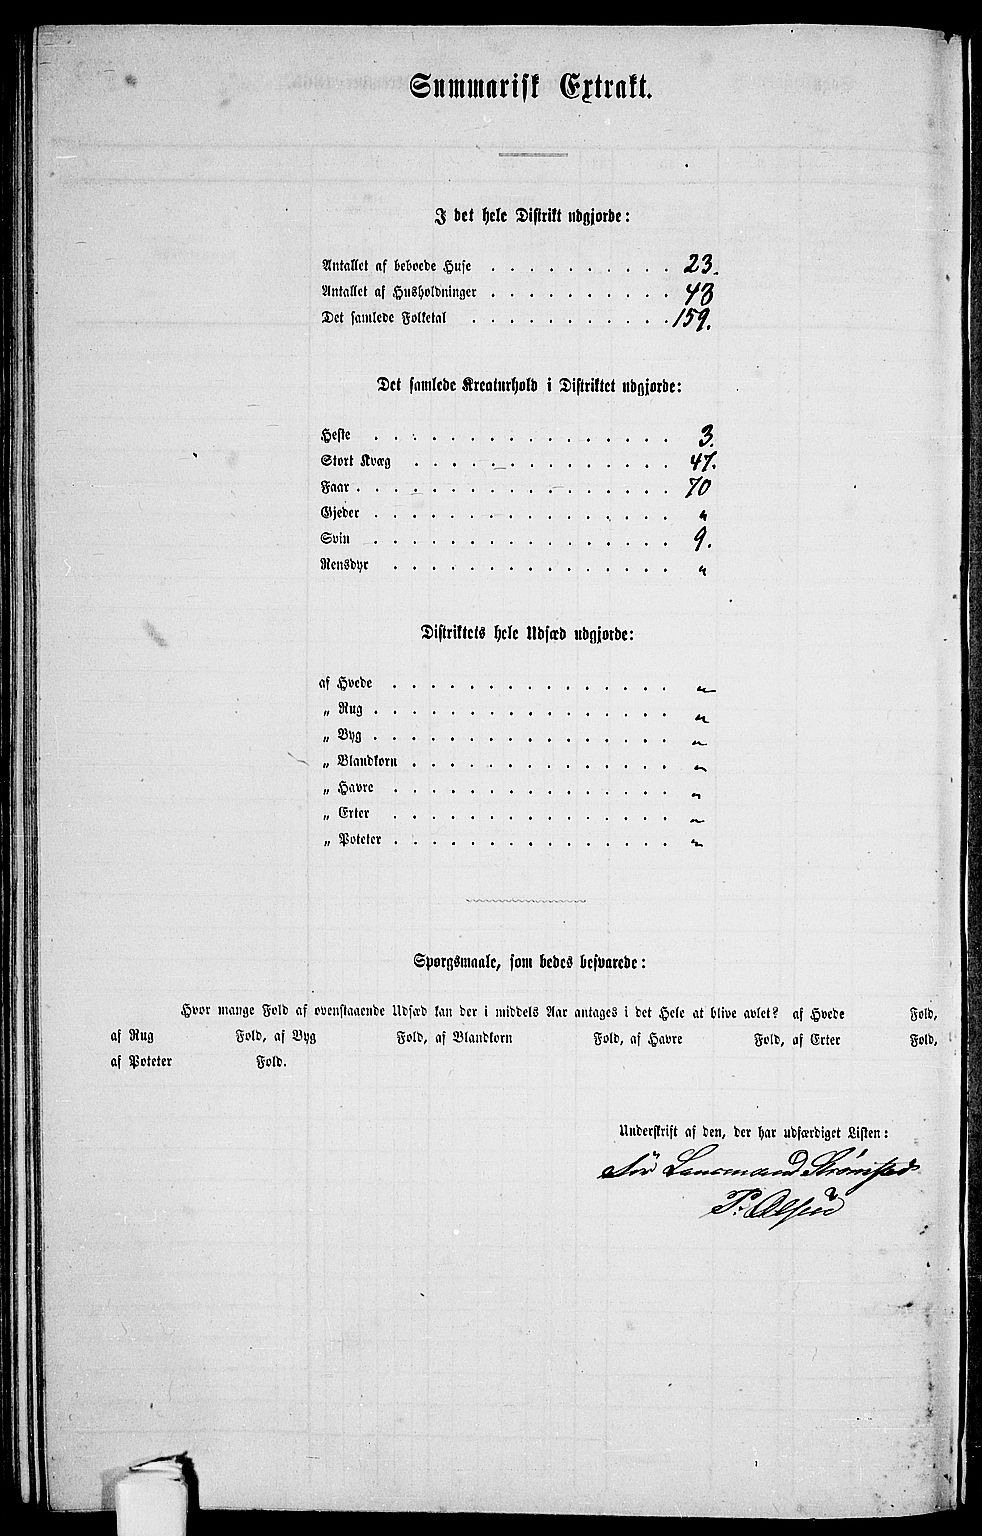 Summarisk Extrakt.
I det hele Distrikt udgjorde:
Antallet af beboede Huse . . . . . . . . . . 23.
Antallet af Husholdninger . . . . . . . . . . 43
Det samlede Folketal . . . . . . . . . . . 159.
Det samlede Kreaturhold i Distriktet udgjorde:
Heste . . . . . . . . . . . . . . . . 3.
Stort Kvæg . . . . . . . . . . . . . . 47.
Faar . . . . . . . . . . . . . . . . . 70
Gjeder . . . . . . . . . . . . . . . . "
Svin . . . . . . . . . . . . . . . . 9.
Rensdyr . . . . . . . . . . . . . . . "
Distriktets hele Udsæd udgjorde:
af Hvede . . . . . . . . . . . . . . . "
„ Rug . . . . . . . . . . . . . . . . "
„ Byg . . . . . . . . . . . . . . . . "
„ Blandkorn . . . . . . . . . . . . . . "
„ Havre . . . . . . . . . . . . . . . "
„ Erter . . . . . . . . . . . . . . . "
„ Poteter . . . . . . . . . . . . . . . "
Spørgsmaale, som bedes besvarede:
Hvor mange Fold af ovenstaaende Udsæd kan der i middels Aar antages i det Hele at blive avlet? af Hvede Fold,
af Rug Fold, af Byg Fold, af Blandkorn Fold, af Havre Fold, af Erter Fold,
af Poteter Fold.
Underskrift af den, der har udfærdiget Listen:
för Lensmand Strömsted
P. Olsen